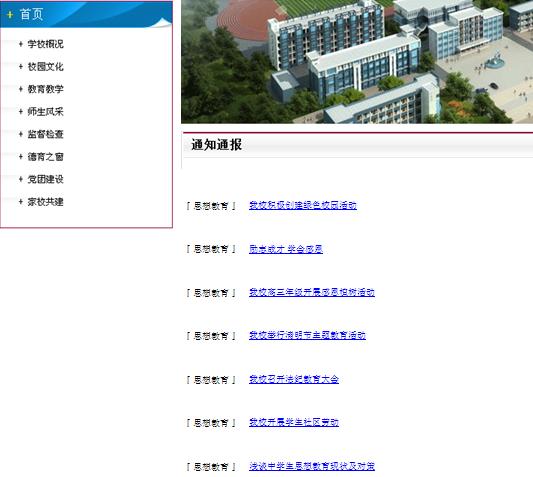 + 首页
+ 学校概况
+ 校园文化
+ 教育教学
+ 师生风采
+ 监督检查
+ 德育之窗
+ 党团建设
+ 家校共建
通知通报
[ 思想教育 ] 我校积极创建绿色校园活动
[ 思想教育 ] 励志成才 学会感恩
[ 思想教育 ] 我校高三年级开展感恩植树活动
[ 思想教育 ] 我校举行清明节主题教育活动
[ 思想教育 ] 我校召开法纪教育大会
[ 思想教育 ] 我校开展学生社区劳动
[ 思想教育 ] 浅谈中学生思想教育现状及对策